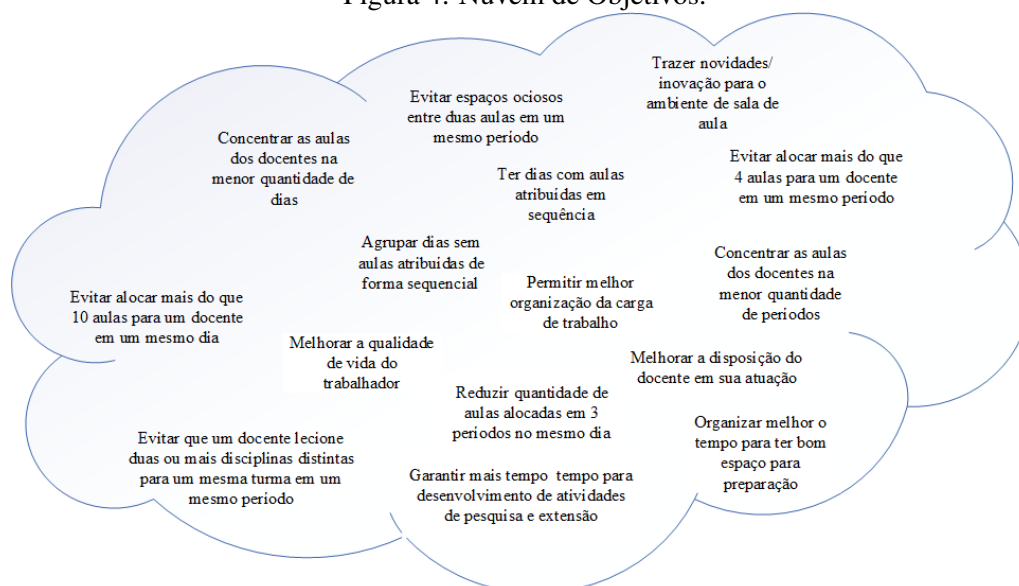 Figura 4: Nuvem de Objetivos.
Trazer novidades/
inovação para o
ambiente de sala de
aula
Evitar espaços ociosos
entre duas aulas em um
mesmo período
Concentrar as aulas
dos docentes na
menor quantidade de
dias
Evitar alocar mais do que
4 aulas para um docente
em um mesmo período
Ter dias com aulas
atribuídas em
sequência
Agrupar dias sem
aulas atribuídas de
forma sequencial
Concentrar as aulas
dos docentes na
menor quantidade
de períodos
Permitir melhor
organização da carga
de trabalho
Evitar alocar mais do que
10 aulas para um docente
em um mesmo dia
Melhorar a qualidade
de vida do
trabalhador
Melhorar a disposição do
docente em sua atuação
Reduzir quantidade de
aulas alocadas em 3
períodos no mesmo dia
Organizar melhor o
tempo para ter bom
espaço para
preparação
Evitar que um docente lecione
duas ou mais disciplinas distintas
para um mesma turma em um
mesmo período
Garantir mais tempo  tempo para
desenvolvimento de atividades
de pesquisa e extensão